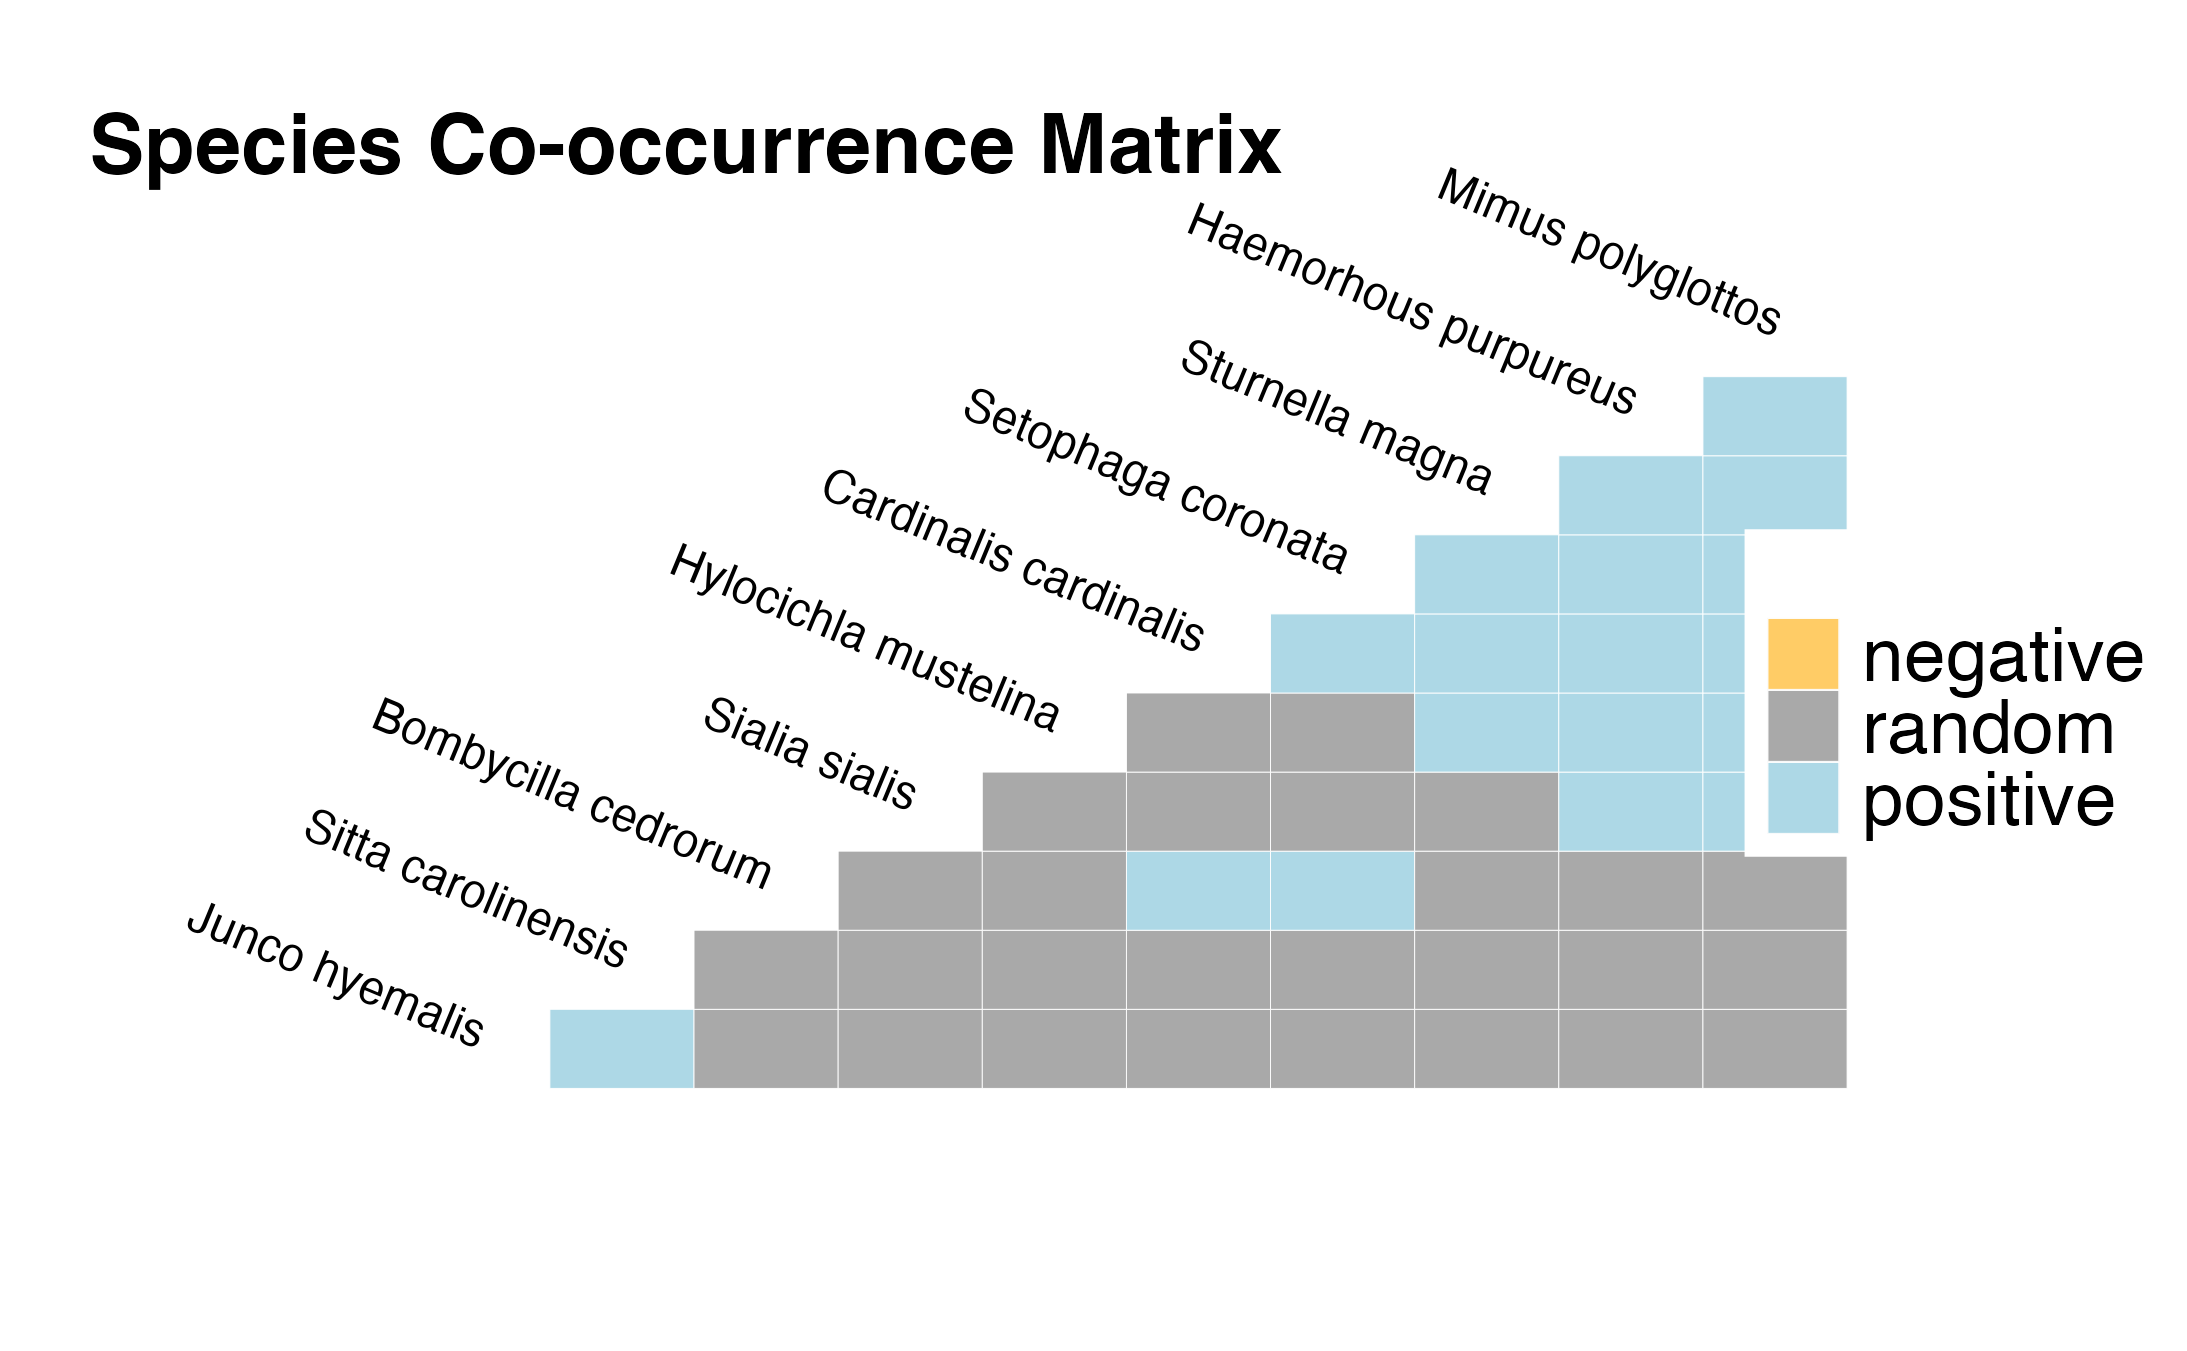 Species Co-occurrence Matrix
Mimus polyglottos
Haemorhous purpureus
Sturnella magna
Setophaga coronata
Cardinalis cardinalis
Hylocichla mustelina
Sialia sialis
Bombycilla cedrorum
Sitta carolinensis
Junco hyemalis
negative
random
positive